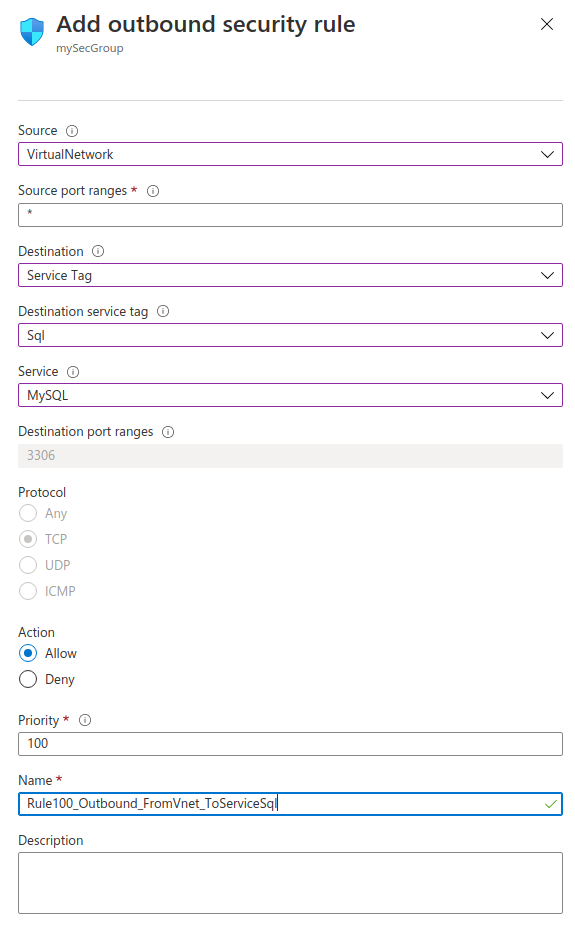 Add outbound security rule
mySecGroup
Source
VirtualNetwork
Source port ranges *
*
Destination
Service Tag
Destination service tag
Sql
Service
MySQL
Destination port ranges
3306
Protocol
Any
TCP
UDP
ICMP
Action
Allow
Deny
Priority *
100
Name *
Rule100_Outbound_FromVnet_ToServiceSql
Description